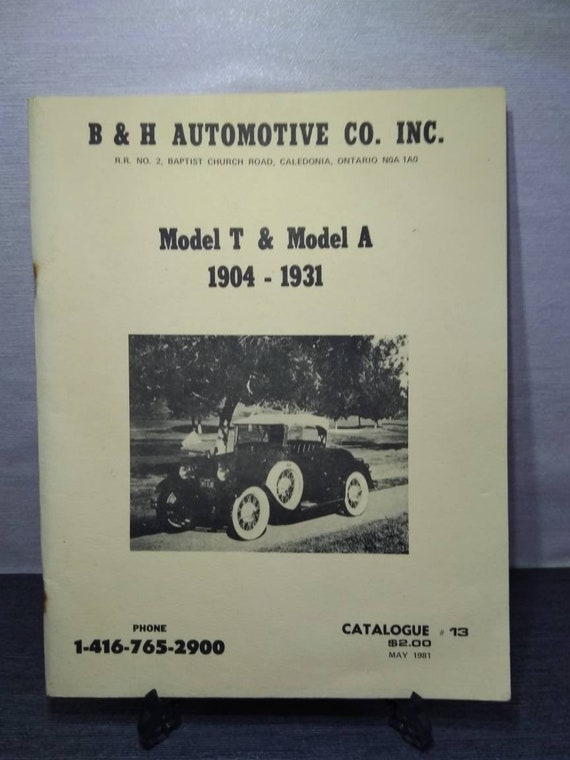 B & H AUTOMOTIVE CO. INC.
R.R. NO. 2, BAPTIST CHURCH ROAD, CALEDONIA, ONTARIO N0A 1A0
Model T & Model A
1904 - 1931
PHONE
1-416-765-2900
CATALOGUE # 13
$2.00
MAY 1981